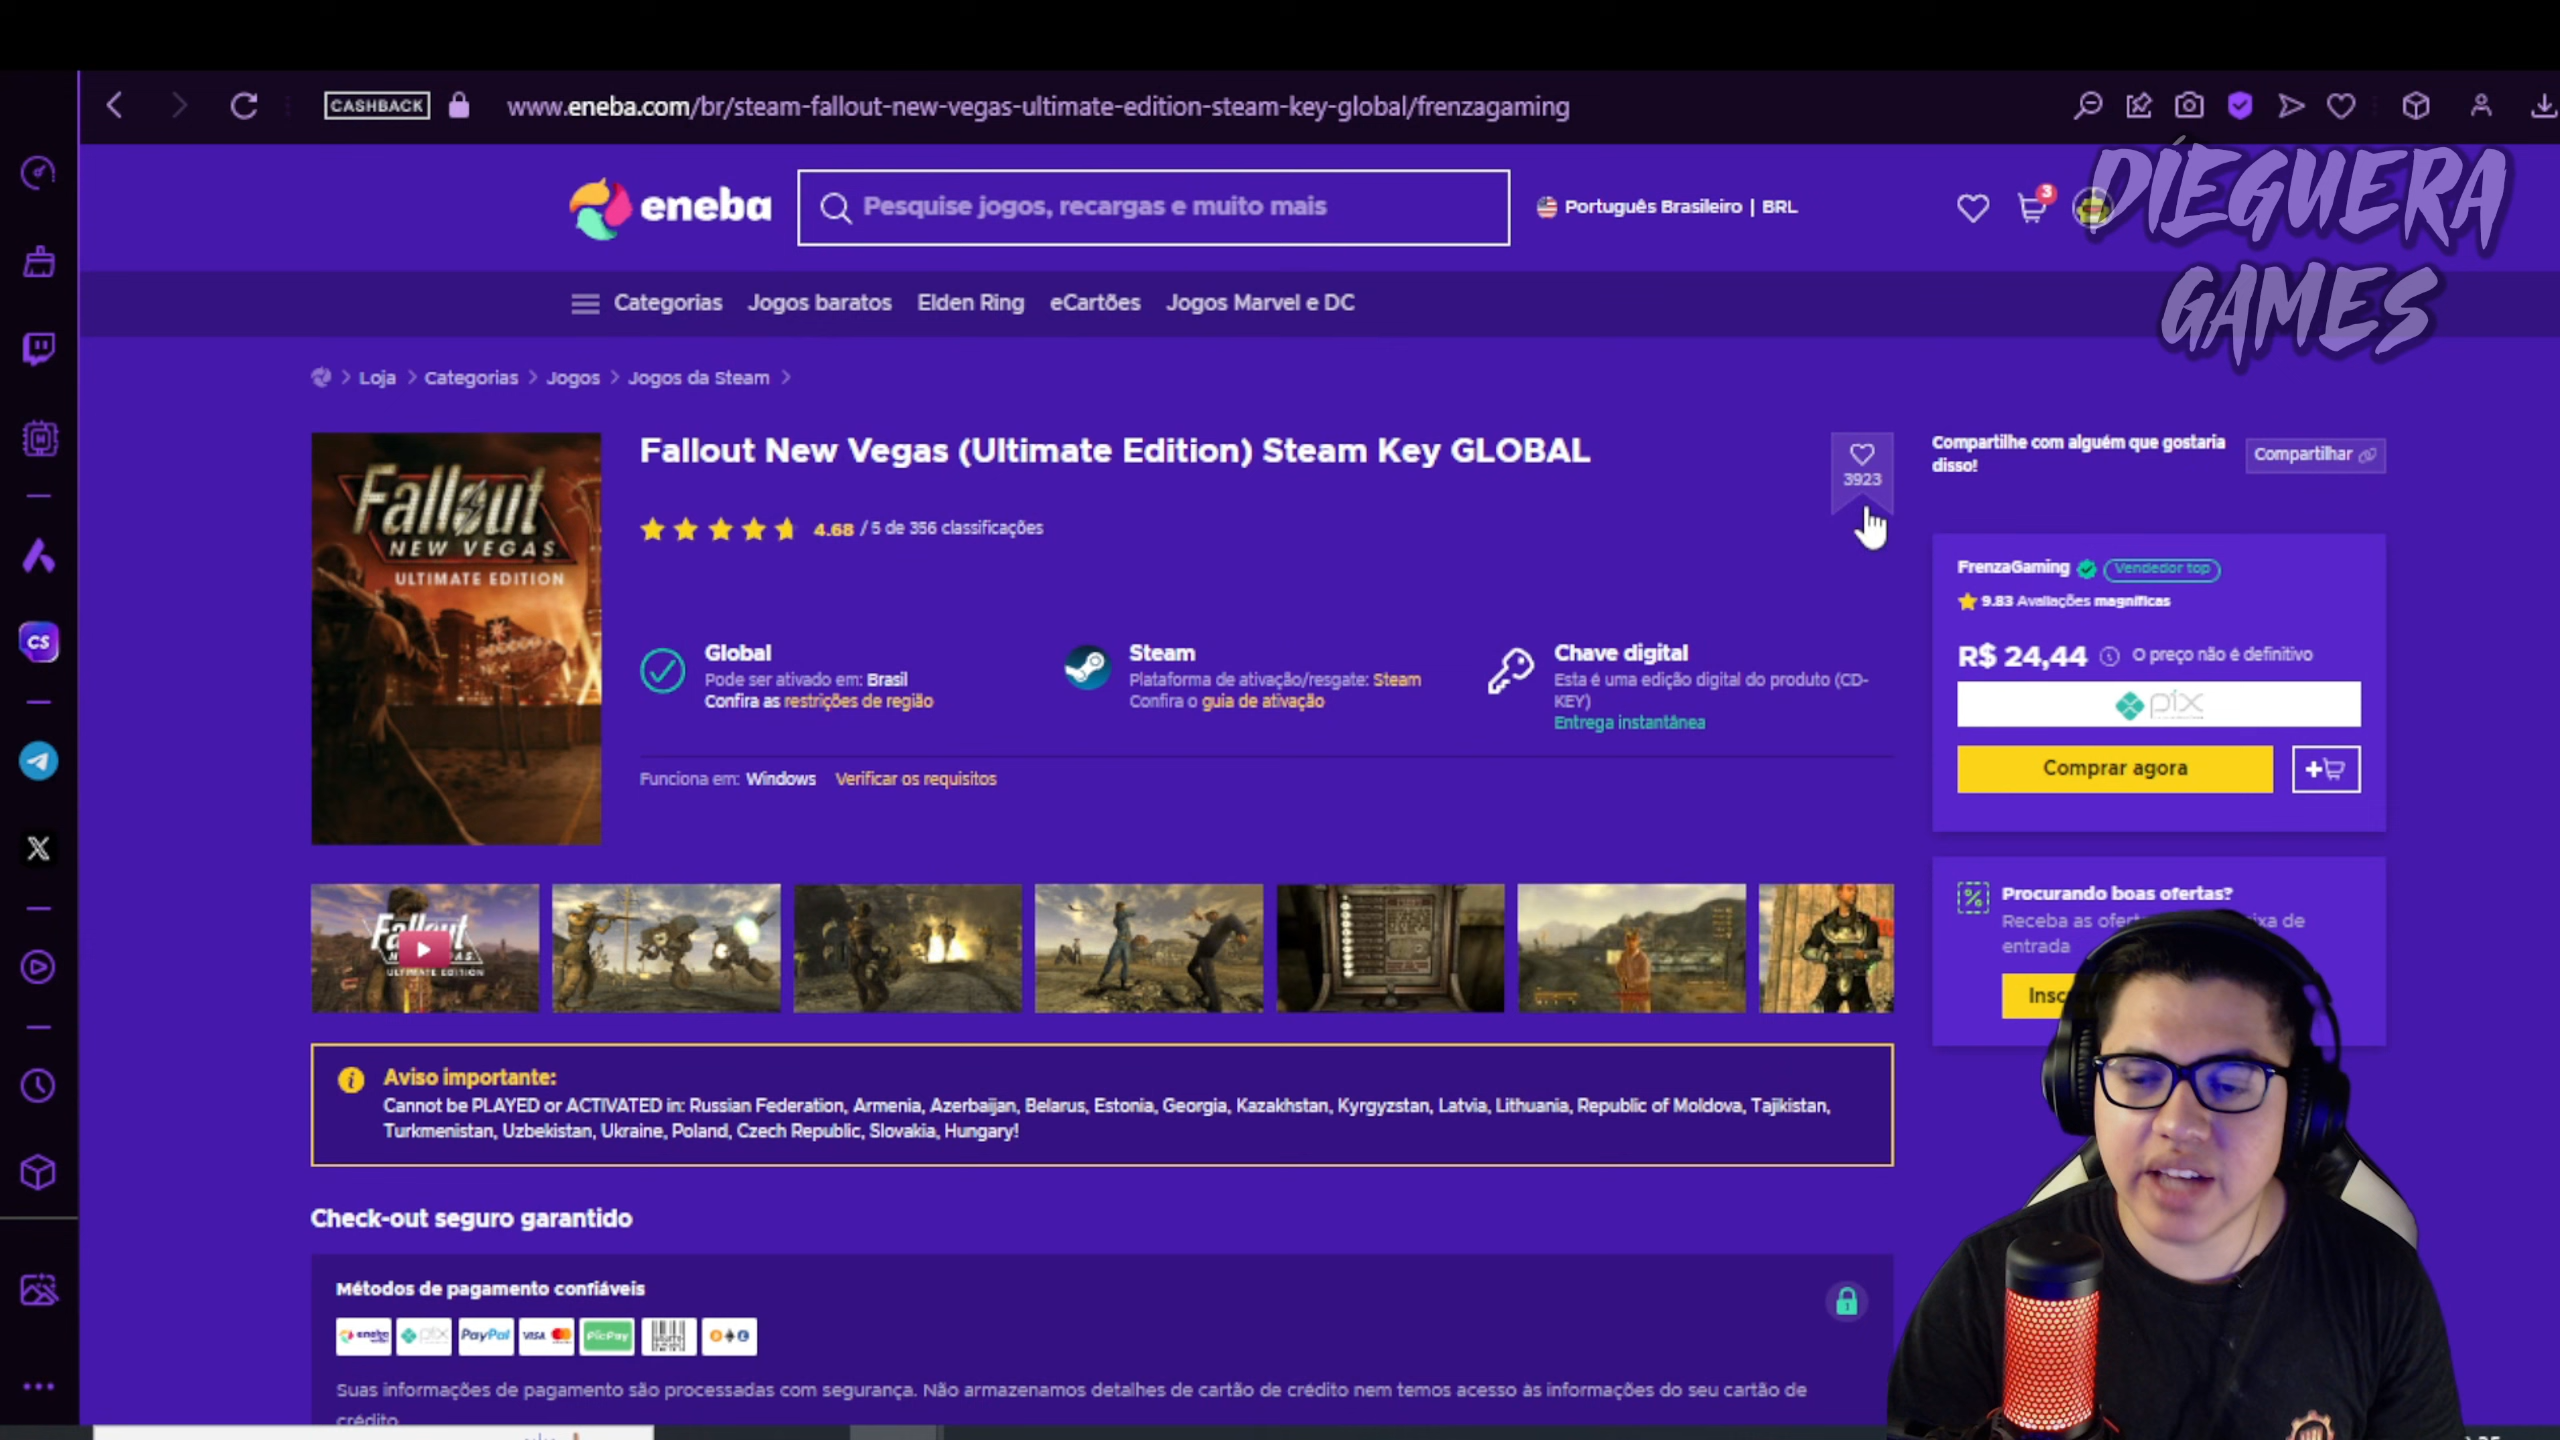 CASHBACK
www.eneba.com/br/steam-fallout-new-vegas-ultimate-edition-steam-key-global/frenzagaming
DIEGUERA
GAMES
eneba
Pesquise jogos, recargas e muito mais
Português Brasileiro | BRL
3
Categorias
Jogos baratos
Elden Ring
eCartões
Jogos Marvel e DC
Loja > Categorias > Jogos > Jogos da Steam >
Fallout New Vegas (Ultimate Edition) Steam Key GLOBAL
3923
4.68 / 5 de 356 classificações
Fallout
NEW VEGAS
ULTIMATE EDITION
Global
Pode ser ativado em: Brasil
Confira as restrições de região
Steam
Plataforma de ativação/resgate: Steam
Confira o guia de ativação
Chave digital
Esta é uma edição digital do produto (CD-
KEY)
Entrega instantânea
Funciona em: Windows Verificar os requisitos
Compartilhe com alguém que gostaria
disso!
Compartilhar
FrenzaGaming
Vendedor top
9.83 Avaliações magníficas
R$ 24,44
O preço não é definitivo
pix
Comprar agora
Procurando boas ofertas?
Receba as
entrada
CS
Fallout
ULTIMATE EDITION
Aviso importante:
Cannot be PLAYED or ACTIVATED in: Russian Federation, Armenia, Azerbaijan, Belarus, Estonia, Georgia, Kazakhstan, Kyrgyzstan, Latvia, Lithuania, Republic of Moldova, Tajikistan,
Turkmenistan, Uzbekistan, Ukraine, Poland, Czech Republic, Slovakia, Hungary!
Check-out seguro garantido
Métodos de pagamento confiáveis
eneba
pix
PayPal
VISA
PicPay
Suas informações de pagamento são processadas com segurança. Não armazenamos detalhes de cartão de crédito nem temos acesso às informações do seu cartão de
crédito